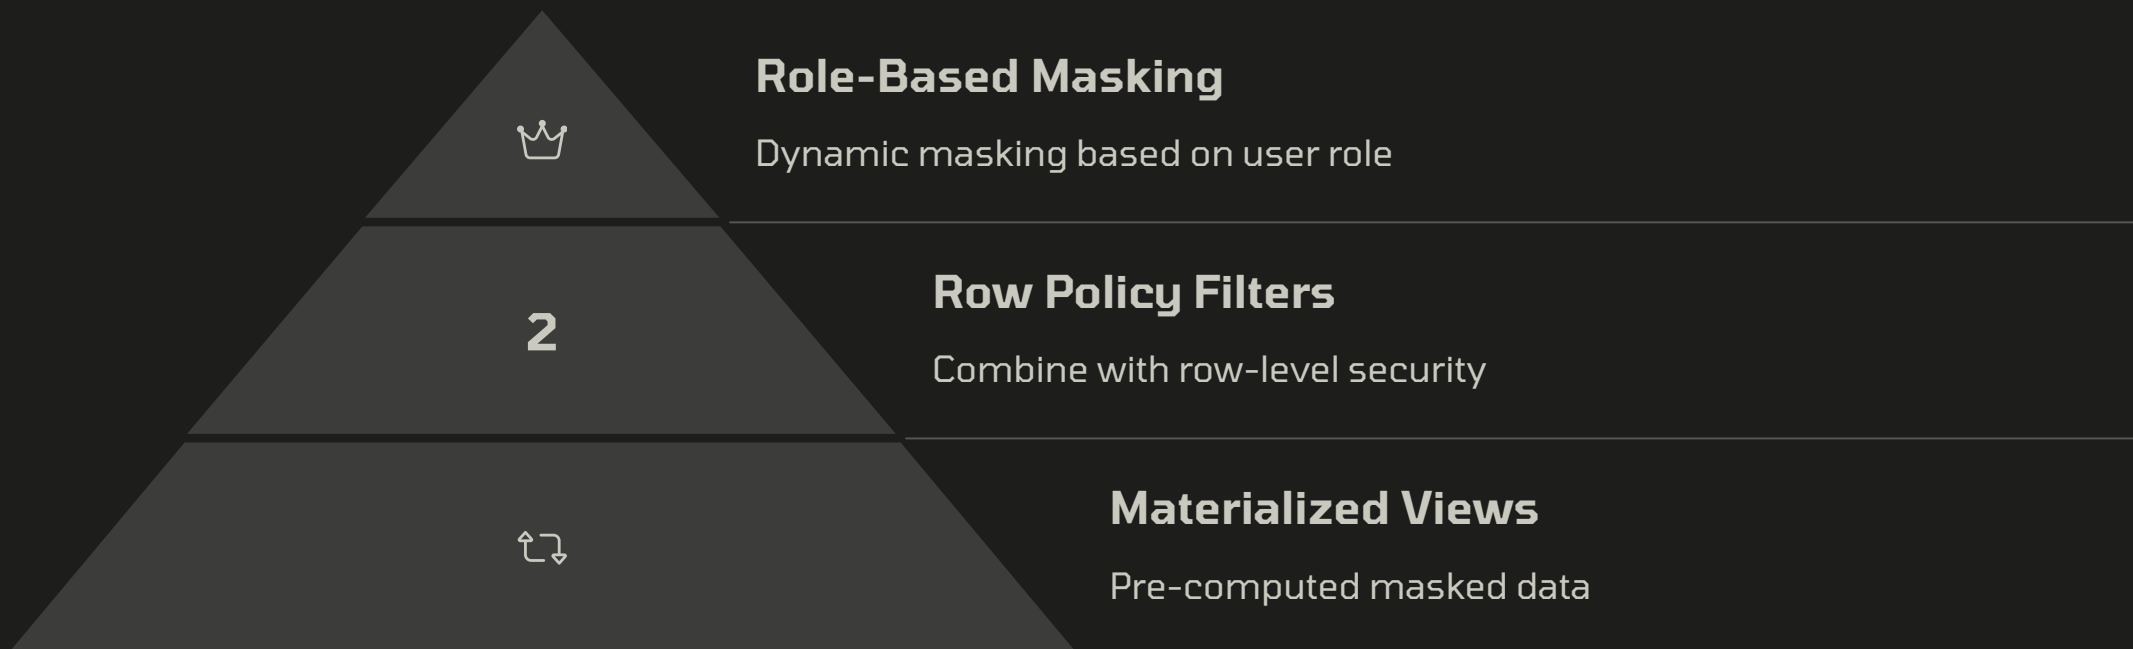 Role-Based Masking
Dynamic masking based on user role
2
Row Policy Filters
Combine with row-level security
Materialized Views
Pre-computed masked data